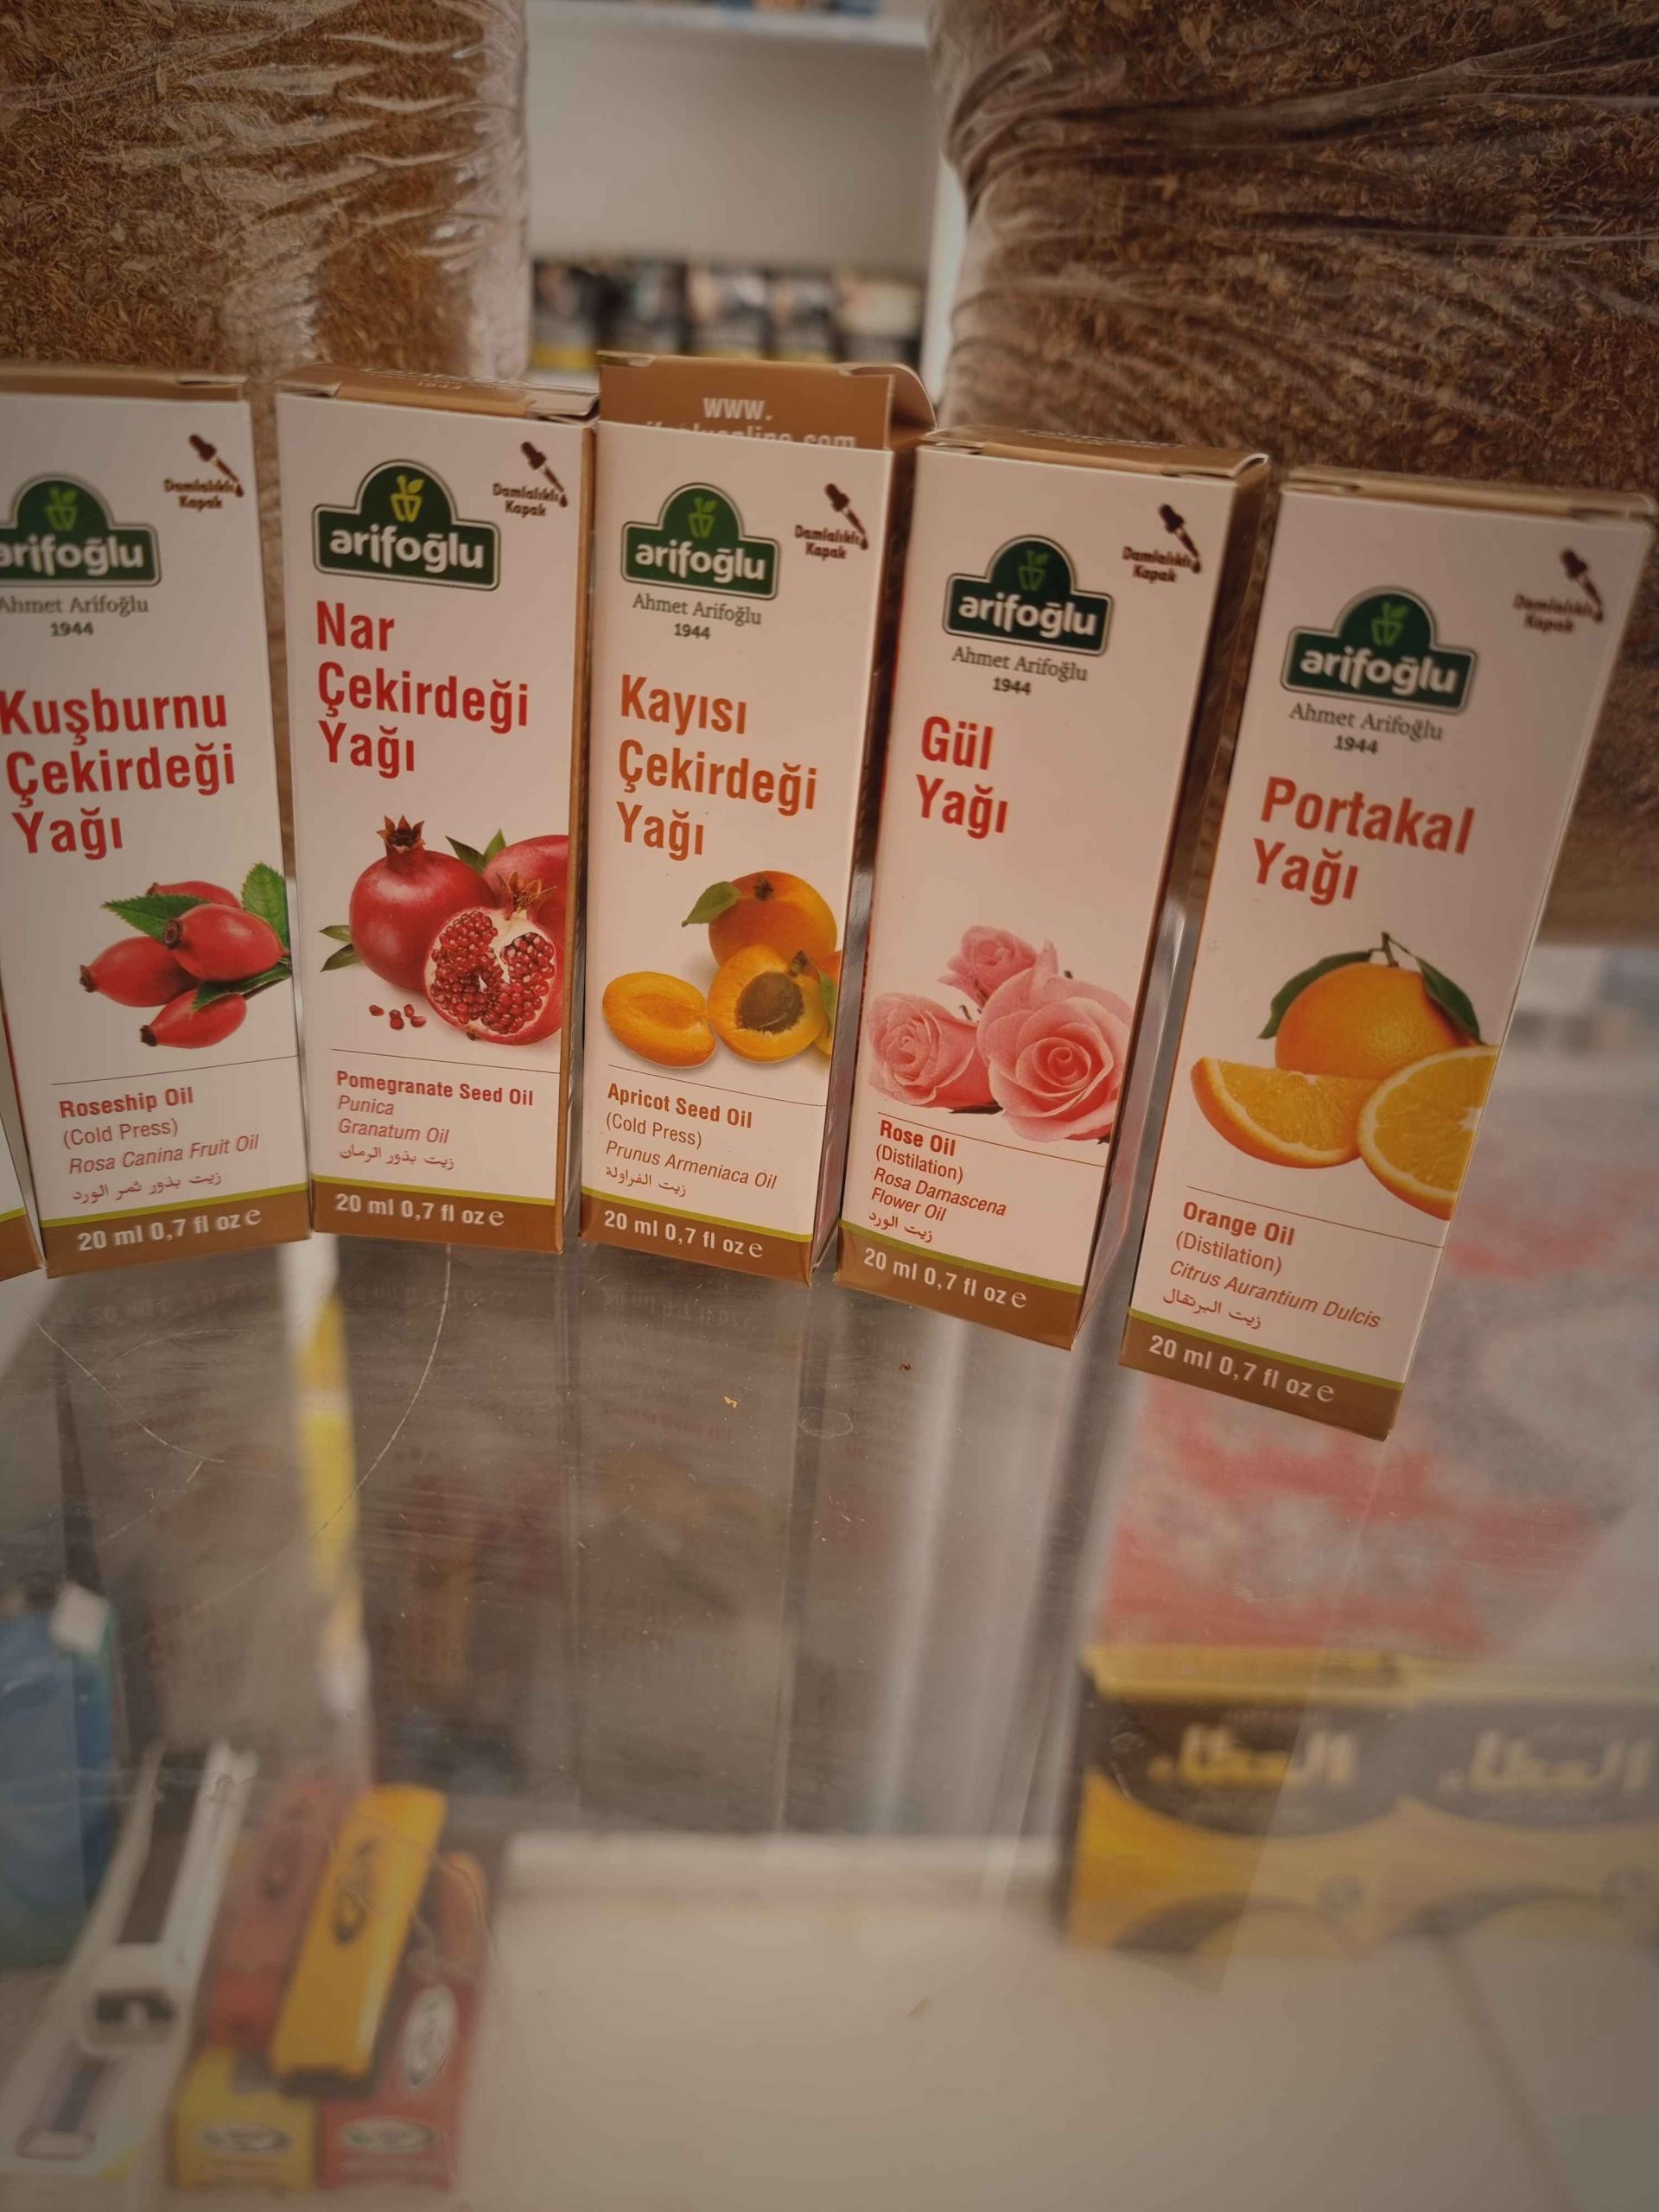 Damlalıklı
Kapak
arifoğlu
Ahmet Arifoğlu
1944
Kuşburnu
Çekirdeği
Yağı
Roseship Oil
(Cold Press)
Rosa Canina Fruit Oil
زيت بذور ثمر الورد
20 ml 0,7 fl oz e
Damlalıklı
Kapak
arifoğlu
Nar
Çekirdeği
Yağı
Pomegranate Seed Oil
Punica
Granatum Oil
زيت بذور الرمان
20 ml 0,7 fl oz e
www.
Damlalıklı
Kapak
arifoğlu
Ahmet Arifoğlu
1944
Kayısı
Çekirdeği
Yağı
Apricot Seed Oil
(Cold Press)
Prunus Armeniaca Oil
زيت الفراولة
20 ml 0,7 fl oz e
Damlalıklı
Kapak
arifoğlu
Ahmet Arifoğlu
1944
Gül
Yağı
Rose Oil
(Distilation)
Rosa Damascena
Flower Oil
زيت الورد
20 ml 0,7 fl oz e
Damlalıklı
Kapak
arifoğlu
Ahmet Arifoğlu
1944
Portakal
Yağı
Orange Oil
(Distilation)
Citrus Aurantium Dulcis
زيت البرتقال
20 ml 0,7 fl oz e